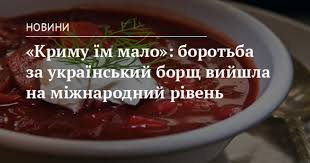 НОВИНИ
«Криму їм мало»: боротьба
за український борщ вийшла
на міжнародний рівень